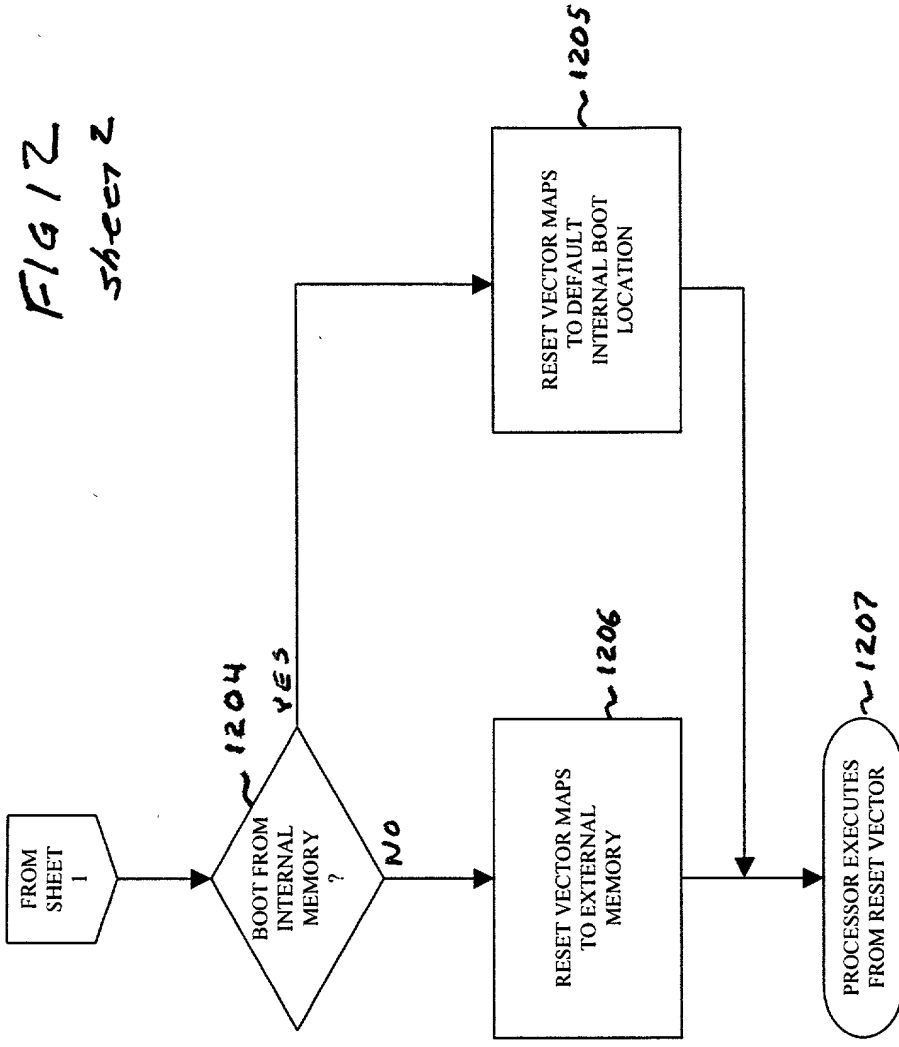 FIG 12
sheet 2
FROM
SHEET
1
1204
BOOT FROM
INTERNAL
MEMORY
?
YES
NO
1205
RESET VECTOR MAPS
TO DEFAULT
INTERNAL BOOT
LOCATION
1206
RESET VECTOR MAPS
TO EXTERNAL
MEMORY
1207
PROCESSOR EXECUTES
FROM RESET VECTOR